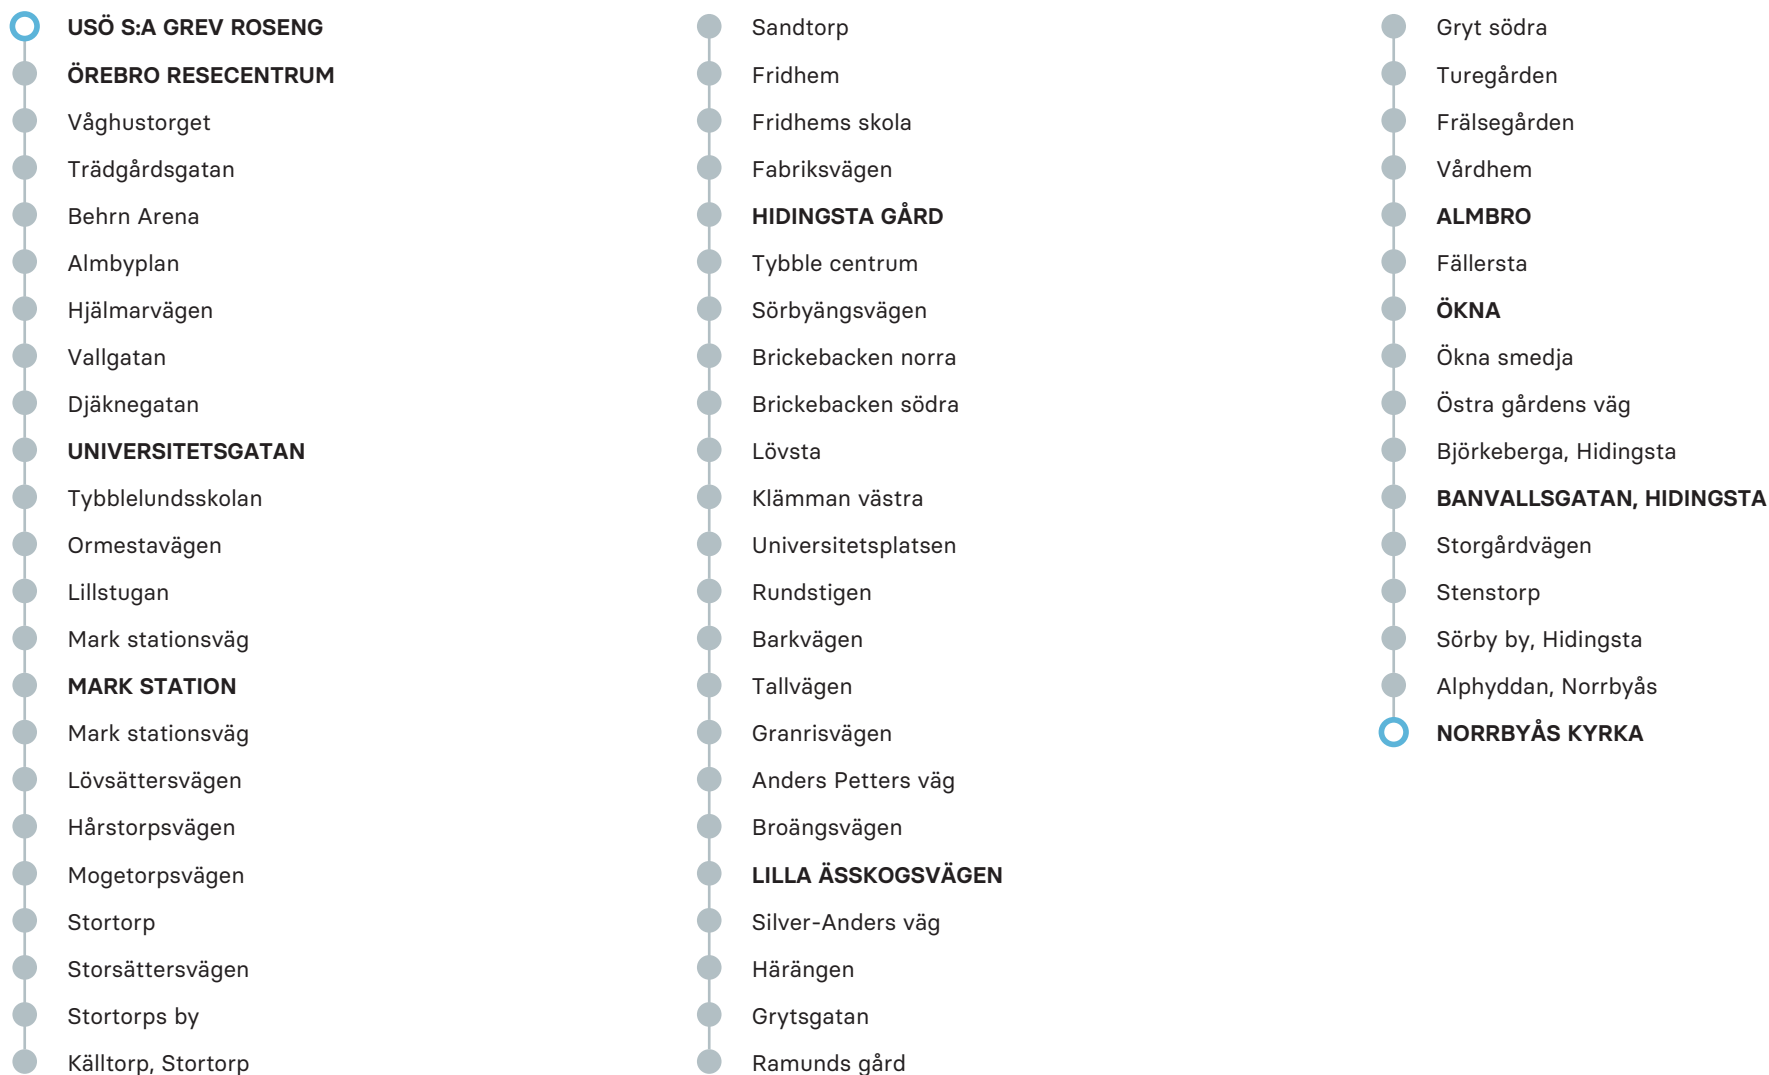 USÖ S:A GREV ROSENG
ÖREBRO RESECENTRUM
Våghustorget
Trädgårdsgatan
Behrn Arena
Almbyplan
Hjälmarvägen
Vallgatan
Djäknegatan
UNIVERSITETSGATAN
Tybblelundsskolan
Ormestavägen
Lillstugan
Mark stationsväg
MARK STATION
Mark stationsväg
Lövsättersvägen
Hårstorpsvägen
Mogetorpsvägen
Stortorp
Storsättersvägen
Stortorps by
Källtorp, Stortorp
Sandtorp
Fridhem
Fridhems skola
Fabriksvägen
HIDINGSTA GÅRD
Tybble centrum
Sörbyängsvägen
Brickebacken norra
Brickebacken södra
Lövsta
Klämman västra
Universitetsplatsen
Rundstigen
Barkvägen
Tallvägen
Granrisvägen
Anders Petters väg
Broängsvägen
LILLA ÄSSKOGSVÄGEN
Silver-Anders väg
Härängen
Grytsgatan
Ramunds gård
Gryt södra
Turegården
Frälsegården
Vårdhem
ALMBRO
Fällersta
ÖKNA
Ökna smedja
Östra gårdens väg
Björkeberga, Hidingsta
BANVALLSGATAN, HIDINGSTA
Storgårdvägen
Stenstorp
Sörby by, Hidingsta
Alphyddan, Norrbyås
NORRBYÅS KYRKA